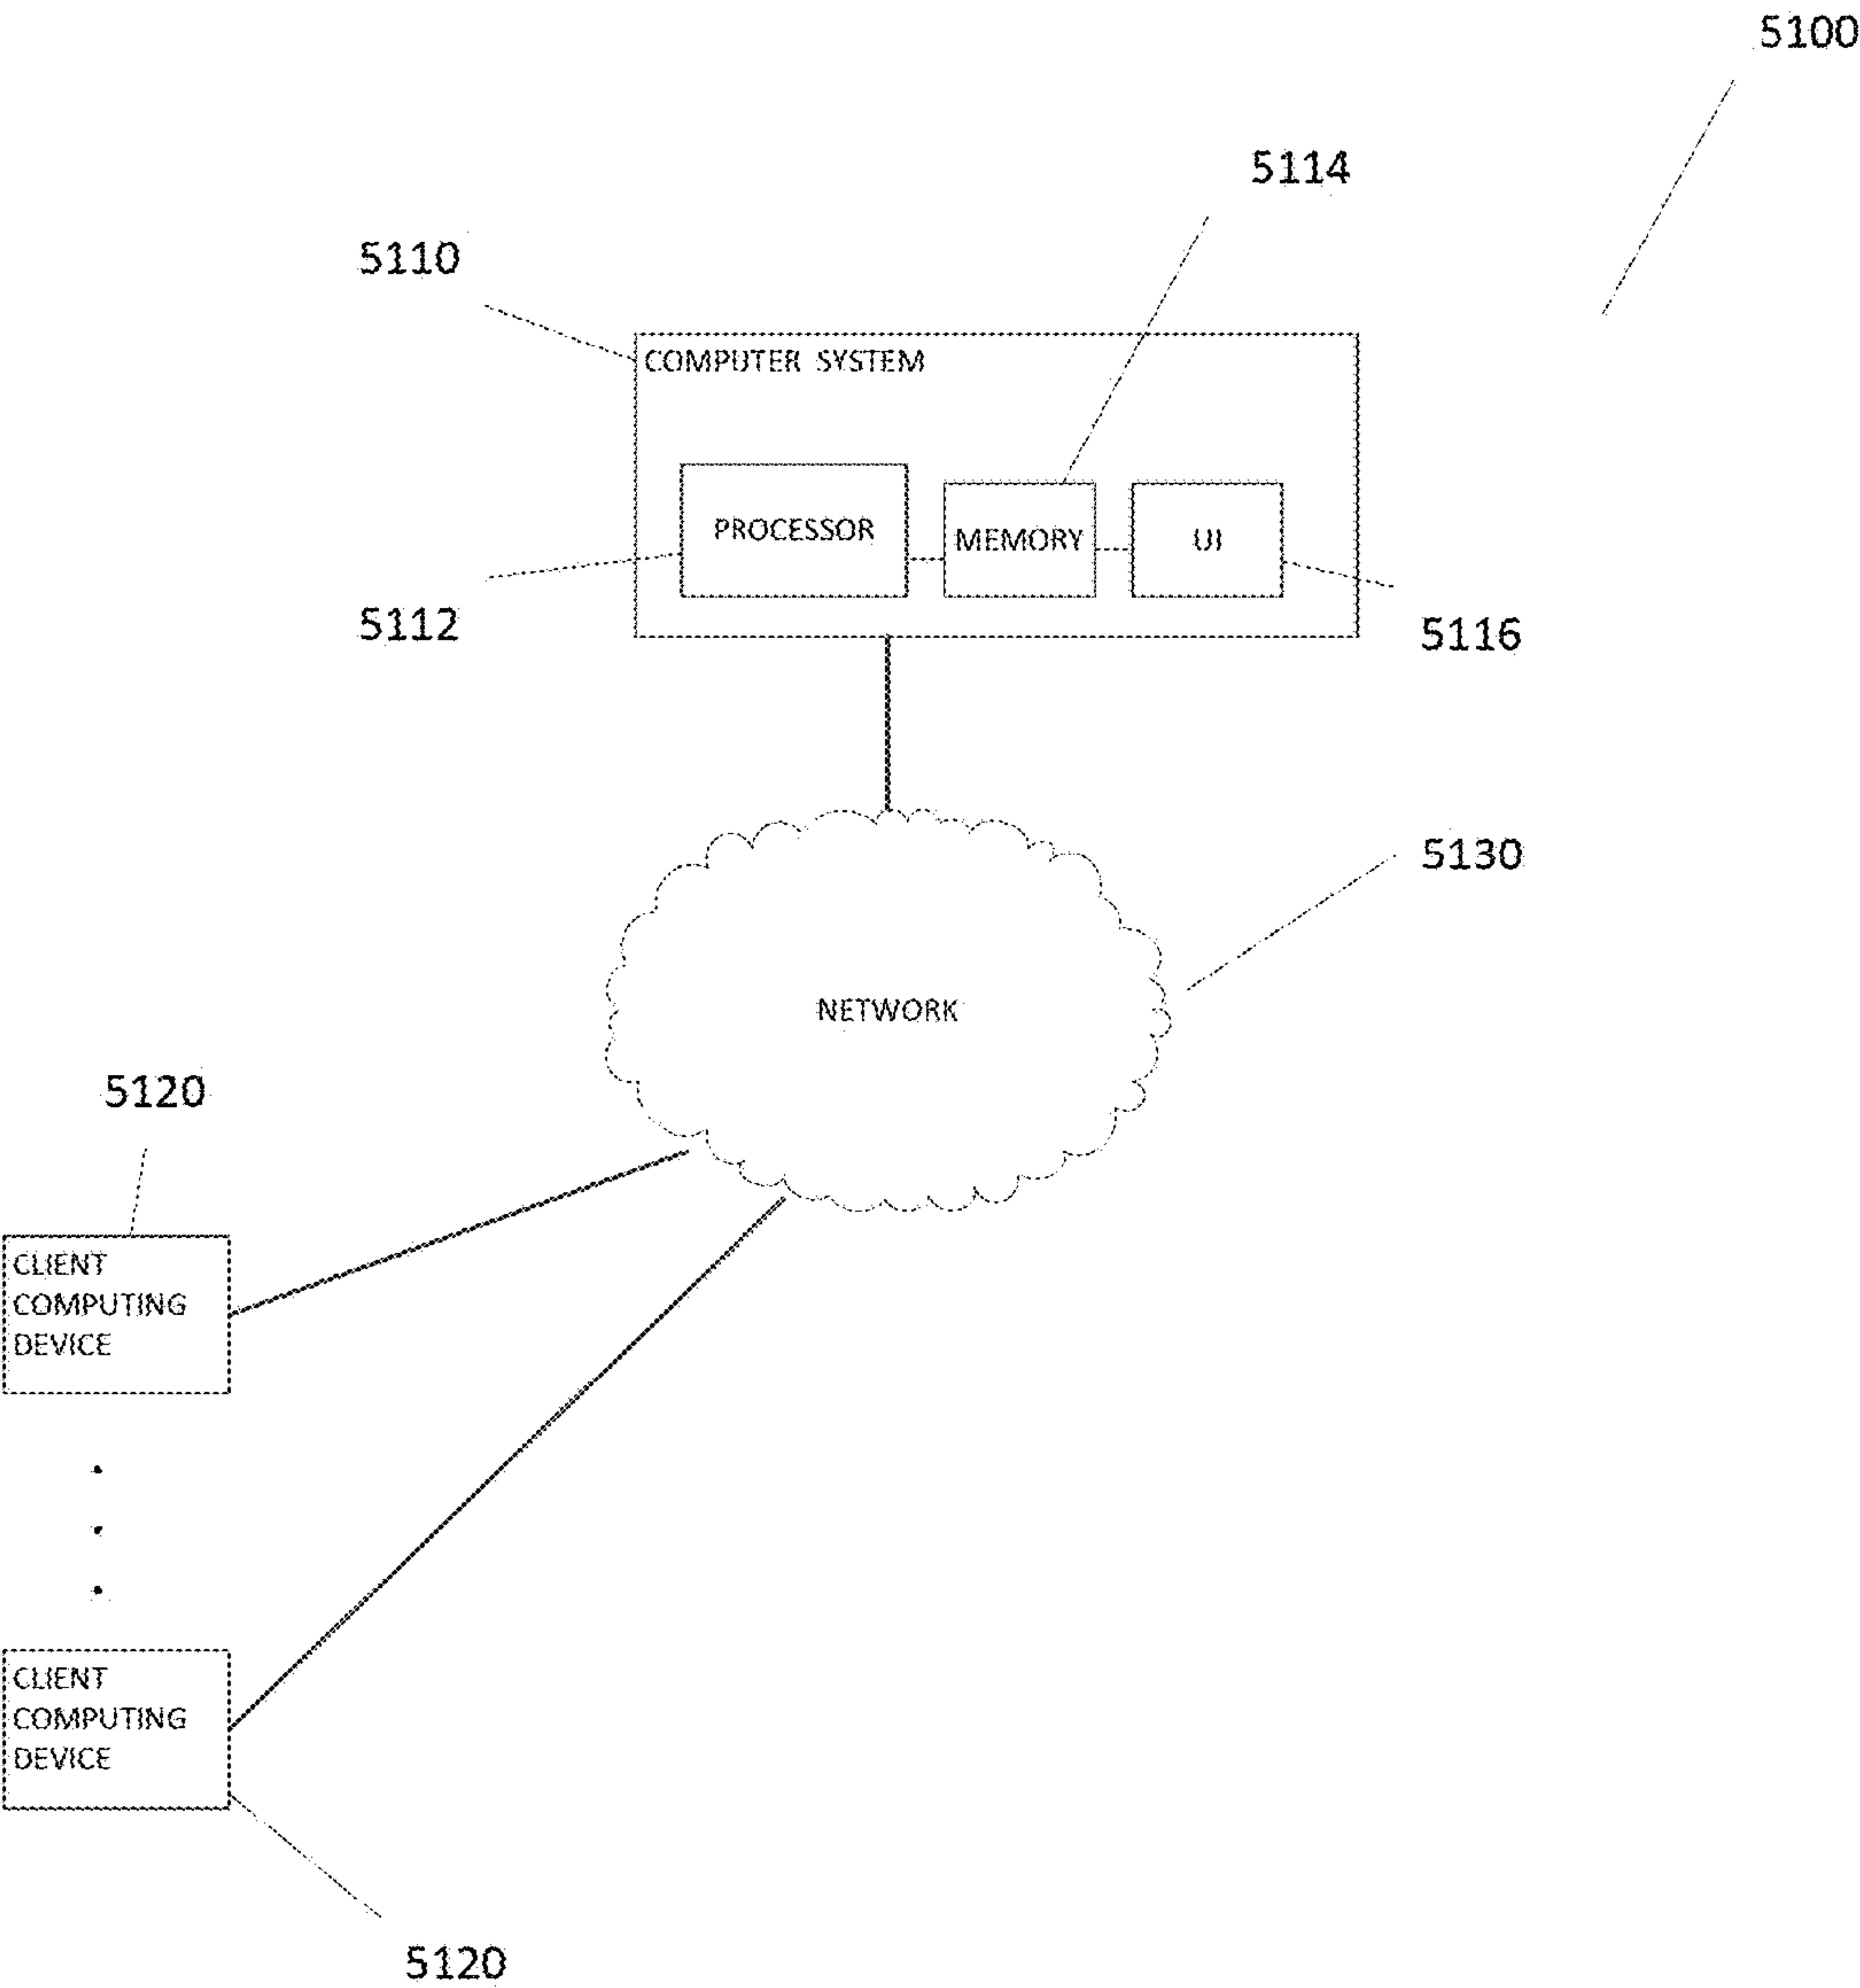 5100
5114
5110
COMPUTER SYSTEM
PROCESSOR
MEMORY
UI
5112
5116
5130
NETWORK
5120
CLIENT
COMPUTING
DEVICE
CLIENT
COMPUTING
DEVICE
5120